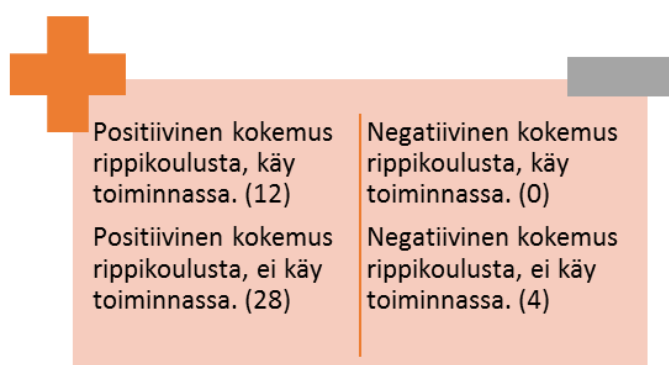 Positiivinen kokemus
rippikoulusta, käy
toiminnassa. (12)
Positiivinen kokemus
rippikoulusta, ei käy
toiminnassa. (28)
Negatiivinen kokemus
rippikoulusta, käy
toiminnassa. (0)
Negatiivinen kokemus
rippikoulusta, ei käy
toiminnassa. (4)